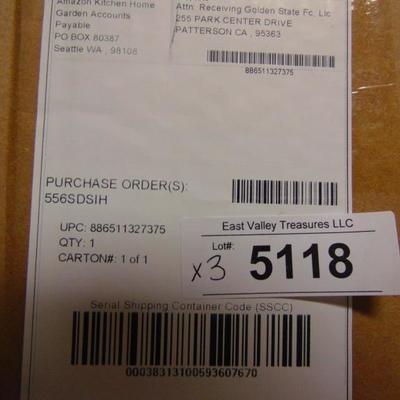 Amazon Kitchen Home
Garden Accounts
Payable
PO BOX 80387
Seattle WA , 98108
Attn: Receiving Golden State Fc, Llc
255 PARK CENTER DRIVE
PATTERSON CA , 95363
886511327375
PURCHASE ORDER(S):
556SDSIH
UPC: 886511327375
QTY: 1
CARTON#: 1 of 1
East Valley Treasures LLC
Lot#:
x3 5118
Serial Shipping Container Code (SSCC)
00038313100593607670